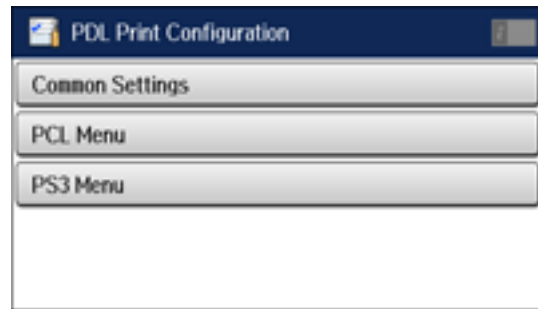 PDL Print Configuration
Common Settings
PCL Menu
PS3 Menu